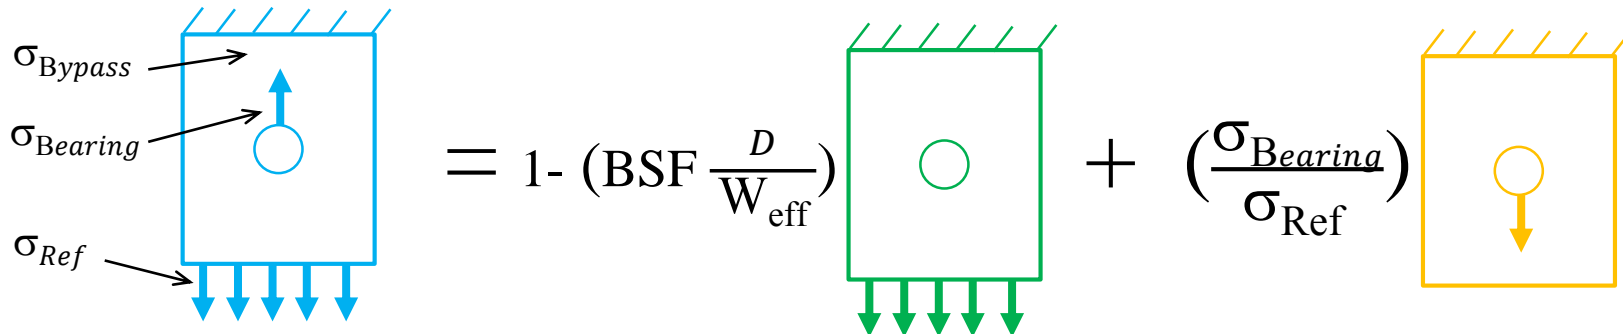 σBypass
σBearing
σRef
= 1- (BSF D/Weff) + (σBearing/σRef)